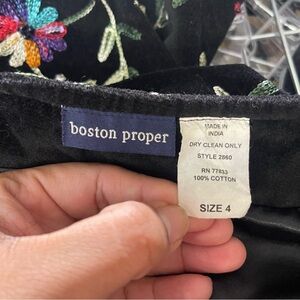 boston proper
MADE IN
INDIA
DRY CLEAN ONLY
STYLE 2860
RN 77833
100% COTTON
SIZE 4